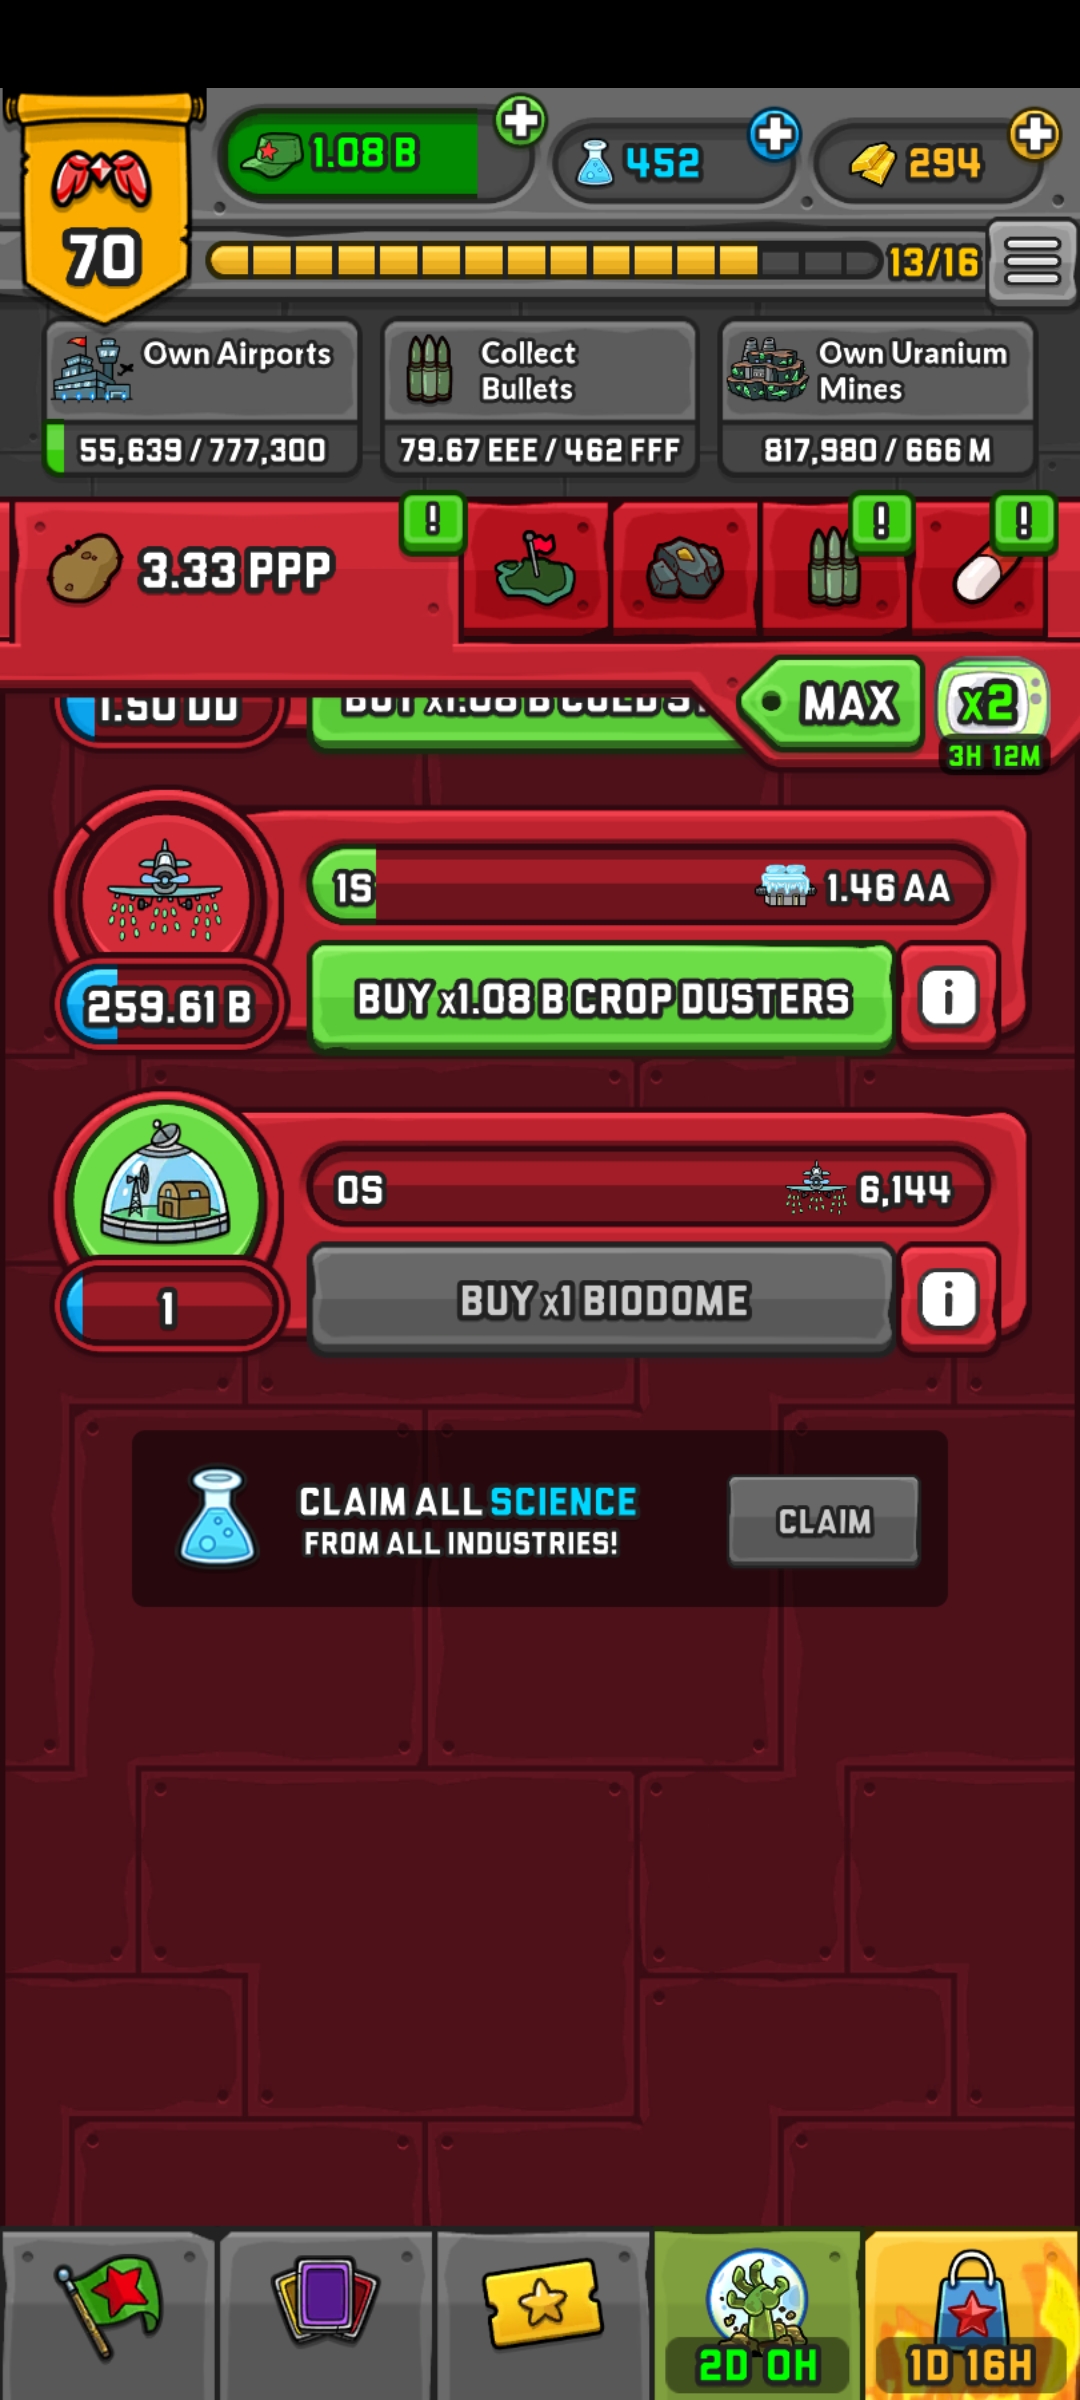 1.08 B
452
294
70
13/16
Own Airports
55,639 / 777,300
Collect
Bullets
79.67 EEE / 462 FFF
Own Uranium
Mines
817,980 / 666 M
!
!
!
3.33 PPP
MAX
x2
3H 12M
1S
1.46 AA
259.61 B
BUY x1.08 B CROP DUSTERS
i
0S
6,144
1
BUY x1 BIODOME
i
CLAIM ALL SCIENCE
FROM ALL INDUSTRIES!
CLAIM
2D 0H
1D 16H